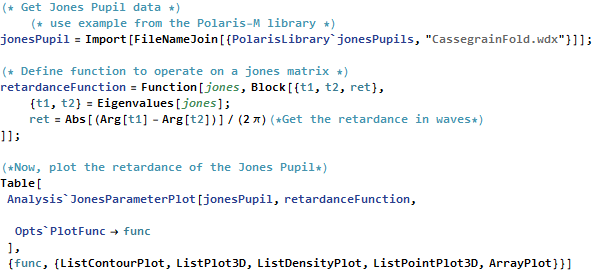 (* Get Jones Pupil data *)
(* use example from the Polaris-M library *)
jonesPupil = Import[FileNameJoin[{PolarisLibrary`jonesPupils, "CassegrainFold.wdx"}]];
(* Define function to operate on a jones matrix *)
retardanceFunction = Function[jones, Block[{t1, t2, ret},
{t1, t2} = Eigenvalues[jones];
ret = Abs[(Arg[t1] - Arg[t2])] / (2 π) (*Get the retardance in waves*)
]];
(*Now, plot the retardance of the Jones Pupil*)
Table[
Analysis`JonesParameterPlot[jonesPupil, retardanceFunction,
Opts`PlotFunc → func
],
{func, {ListContourPlot, ListPlot3D, ListDensityPlot, ListPointPlot3D, ArrayPlot}}]